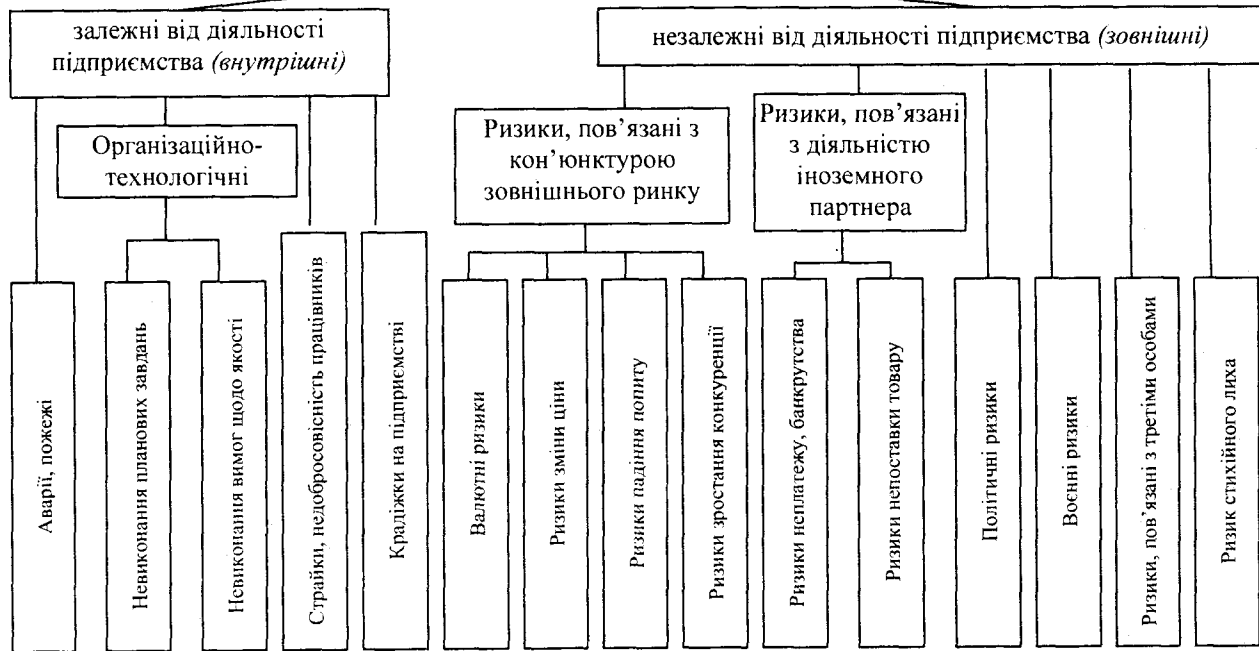 залежні від діяльності
підприємства (внутрішні)
незалежні від діяльності підприємства (зовнішні)
Організаційно-
технологічні
Ризики, пов’язані з
кон’юнктурою
зовнішнього ринку
Ризики, пов’язані
з діяльністю
іноземного
партнера
Аварії, пожежі
Невиконання планових завдань
Невиконання вимог щодо якості
Страйки, недобросовісність працівників
Крадіжки на підприємстві
Валютні ризики
Ризики зміни ціни
Ризики падіння попиту
Ризики зростання конкуренції
Ризики неплатежу, банкрутства
Ризики непоставки товару
Політичні ризики
Воєнні ризики
Ризики, пов’язані з третіми особами
Ризик стихійного лиха